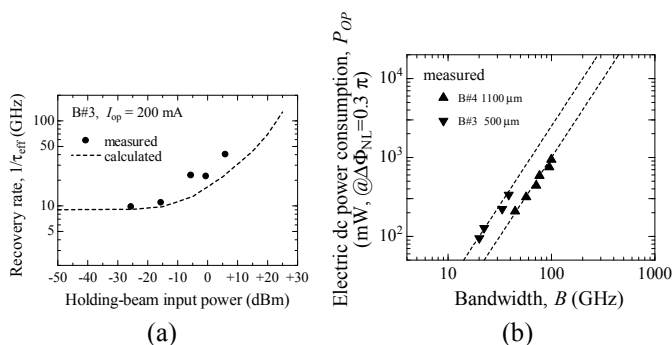 B#3, I_op = 200 mA
measured
calculated
Recovery rate, 1/τ_eff (GHz)
100
10
5
-50 -40 -30 -20 -10 0 +10 +20 +30
Holding-beam input power (dBm)
(a)
Electric dc power consumption, P_OP
(mW, @ΔΦ_NL=0.3 π)
10^4
10^3
10^2
measured
B#4 1100 μm
B#3 500 μm
10 100 1000
Bandwidth, B (GHz)
(b)